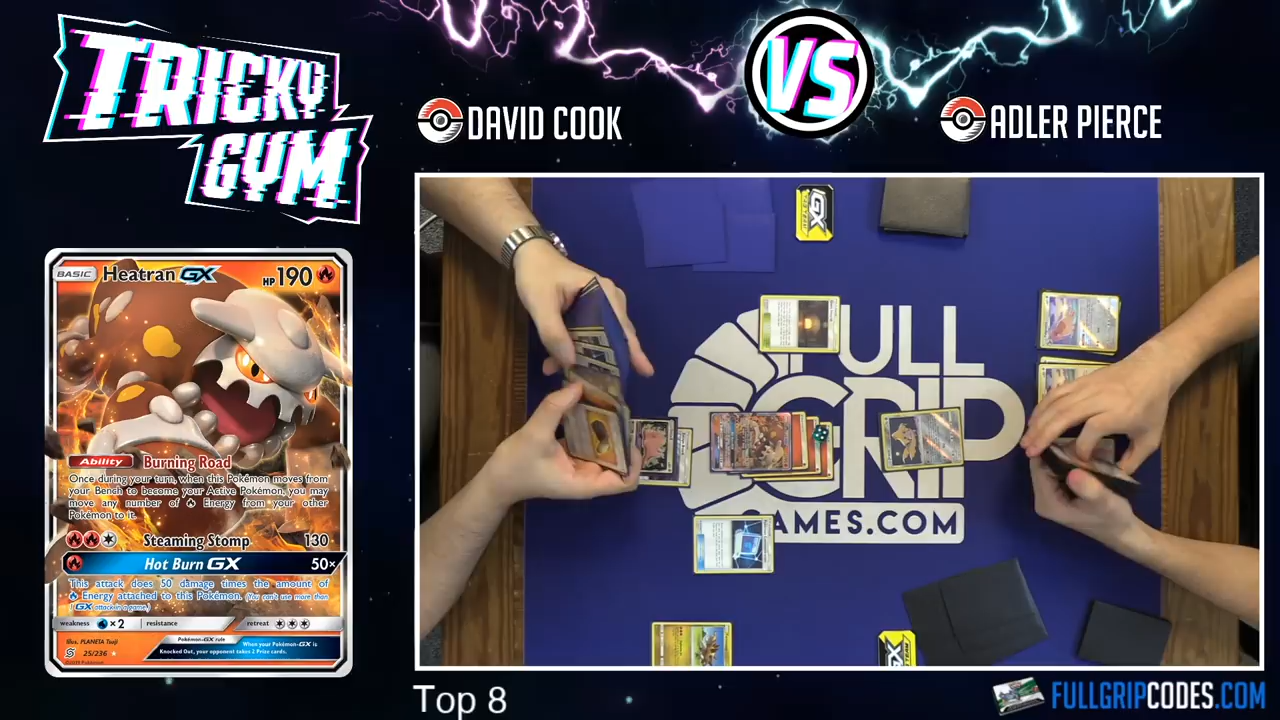 TRICKY
GYM
DAVID COOK
VS
ADLER PIERCE
BASIC Heatran GX HP190
Ability Burning Road
Once during your turn, when this Pokémon moves from
your Bench to become your Active Pokémon, you may
move any number of Energy from your other
Pokémon to it.
Steaming Stomp 130
Hot Burn GX 50×
This attack does 50 damage times the amount of
Energy attached to this Pokémon. (You can't use more than
1 GX attack in a game.)
weakness ×2 resistance retreat
Illus. PLANETA Tsuji
Pokémon-GX rule
When your Pokémon-GX is
Knocked Out, your opponent takes 2 Prize cards.
25/236
GX
FULL
GRIP
GAMES.COM
Top 8
FULLGRIPCODES.COM